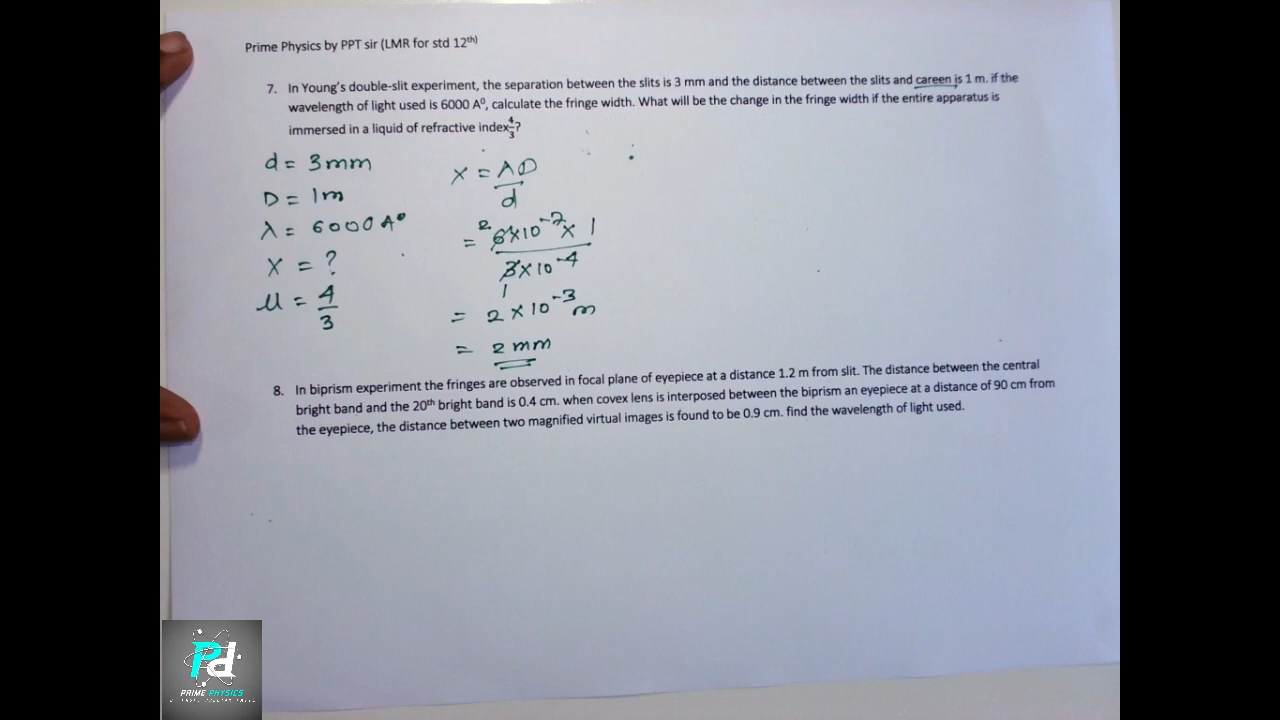 Prime Physics by PPT sir (LMR for std 12th)
7. In Young's double-slit experiment, the separation between the slits is 3 mm and the distance between the slits and careen is 1 m. if the
wavelength of light used is 6000 A⁰, calculate the fringe width. What will be the change in the fringe width if the entire apparatus is
immersed in a liquid of refractive index 4/3?
d = 3mm
D = 1m
λ = 6000 A⁰
X = ?
μ = 4/3
X = λD/d
= 2 6×10⁻⁷ × 1 / 3×10⁻⁴ 1
= 2 × 10⁻³ m
= 2 mm
8. In biprism experiment the fringes are observed in focal plane of eyepiece at a distance 1.2 m from slit. The distance between the central
bright band and the 20th bright band is 0.4 cm. when covex lens is interposed between the biprism an eyepiece at a distance of 90 cm from
the eyepiece, the distance between two magnified virtual images is found to be 0.9 cm. find the wavelength of light used.
Pd
PRIME PHYSICS